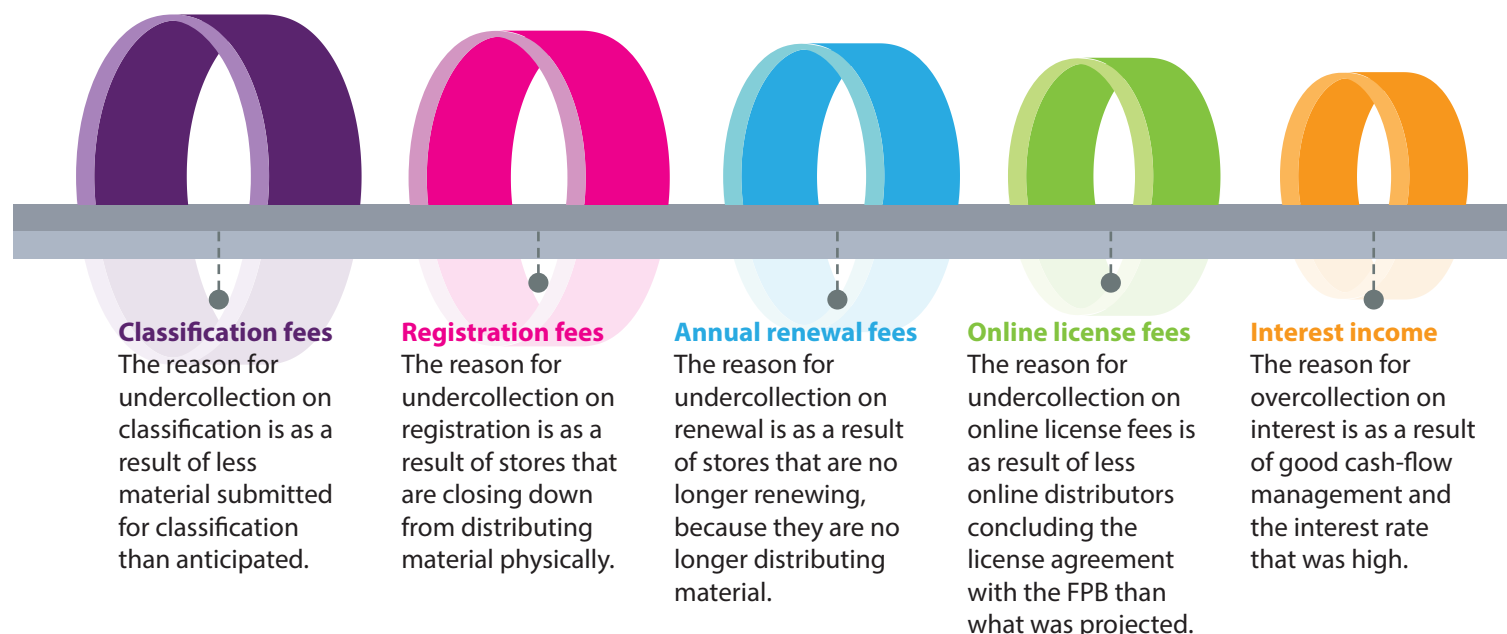 Classification fees
The reason for
undercollection on
classification is as a
result of less
material submitted
for classification
than anticipated.
Registration fees
The reason for
undercollection on
registration is as a
result of stores that
are closing down
from distributing
material physically.
Annual renewal fees
The reason for
undercollection on
renewal is as a result
of stores that are no
longer renewing,
because they are no
longer distributing
material.
Online license fees
The reason for
undercollection on
online license fees is
as result of less
online distributors
concluding the
license agreement
with the FPB than
what was projected.
Interest income
The reason for
overcollection on
interest is as a result
of good cash-flow
management and
the interest rate
that was high.